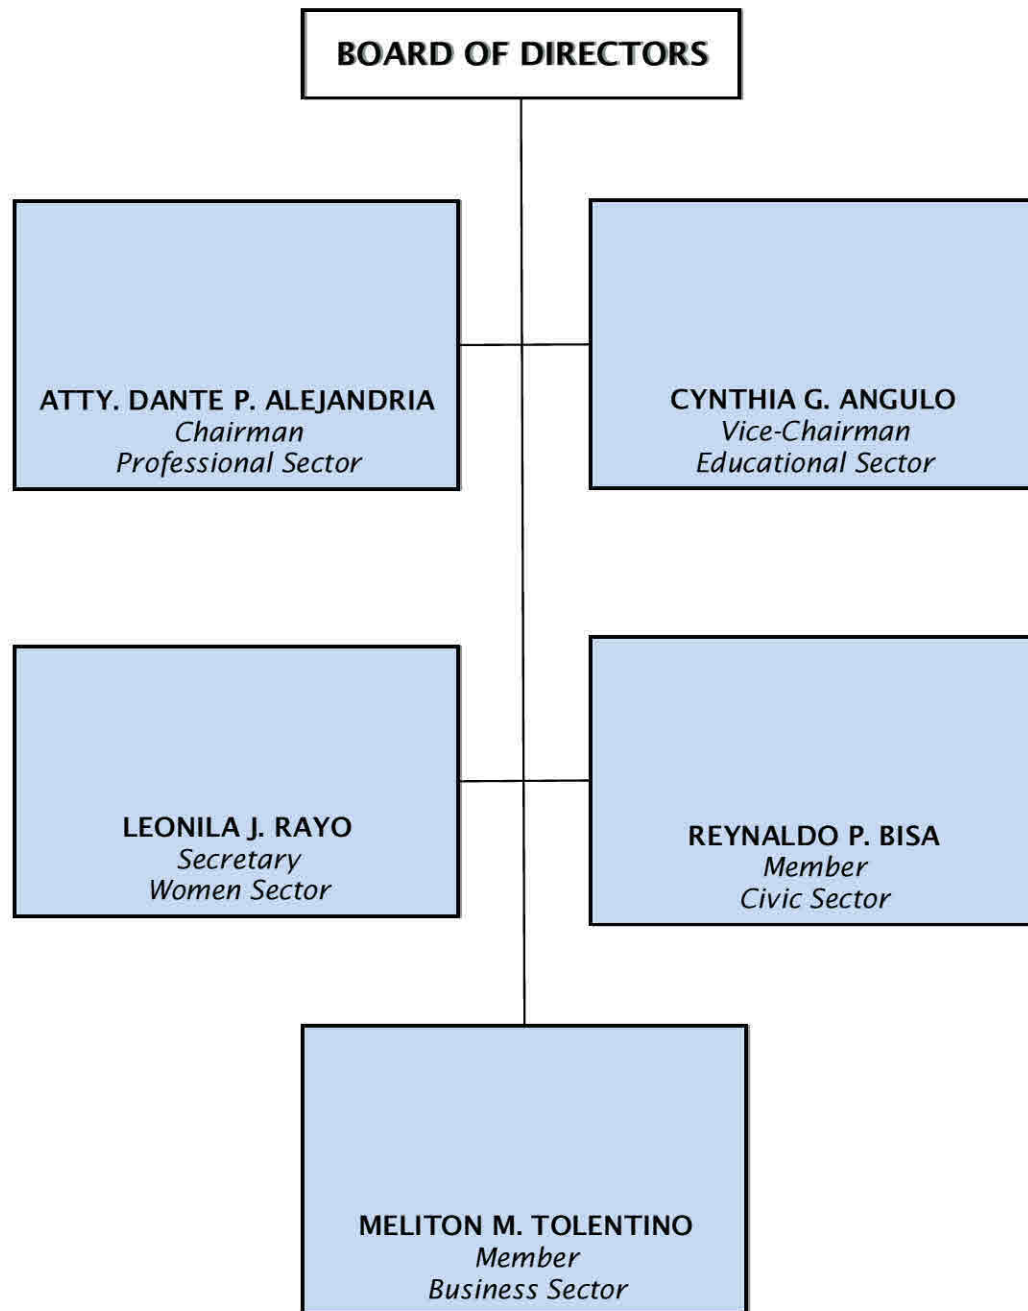 BOARD OF DIRECTORS
ATTY. DANTE P. ALEJANDRIA
Chairman
Professional Sector
CYNTHIA G. ANGULO
Vice-Chairman
Educational Sector
LEONILA J. RAYO
Secretary
Women Sector
REYNALDO P. BISA
Member
Civic Sector
MELITON M. TOLENTINO
Member
Business Sector